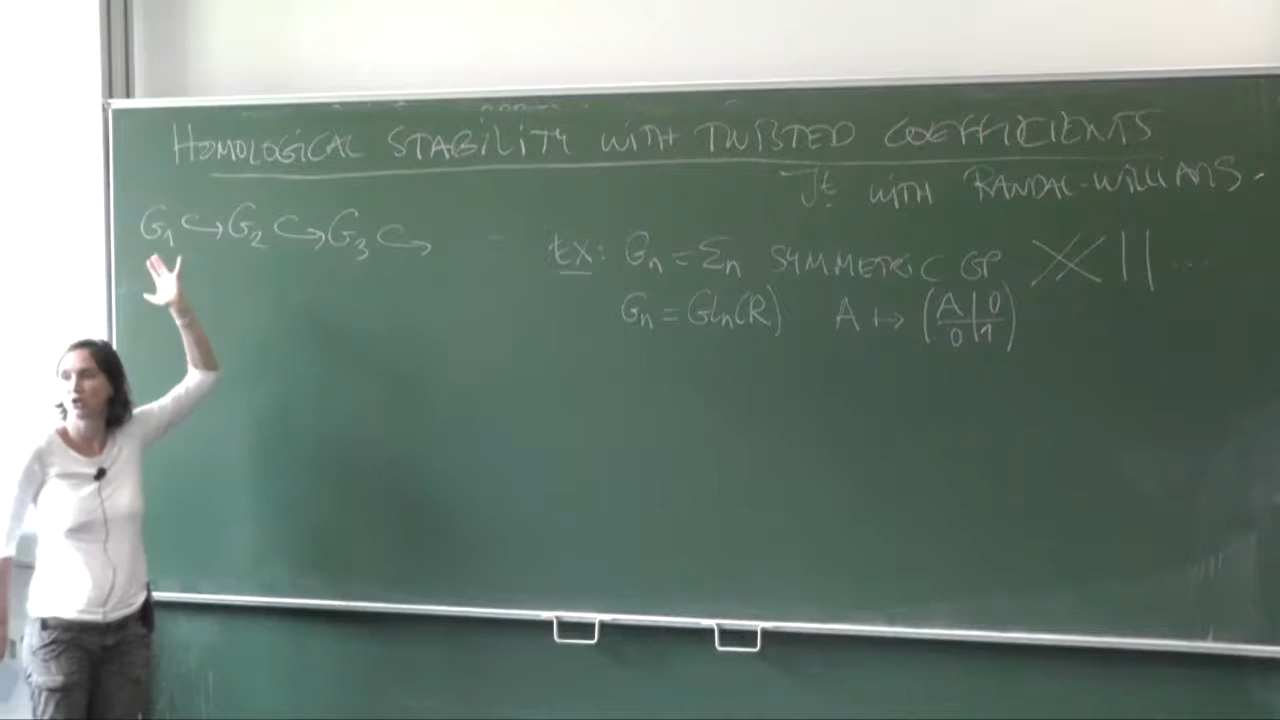 HOMOLOGICAL STABILITY WITH TWISTED COEFFICIENTS
Jt WITH RANDAL-WILLIAMS.
G₁ ↪ G₂ ↪ G₃ ↪
EX: Gₙ = Σₙ SYMMETRIC GP ...
Gₙ = GLₙ(R) A ↦ (A | 0 / 0 | 1)